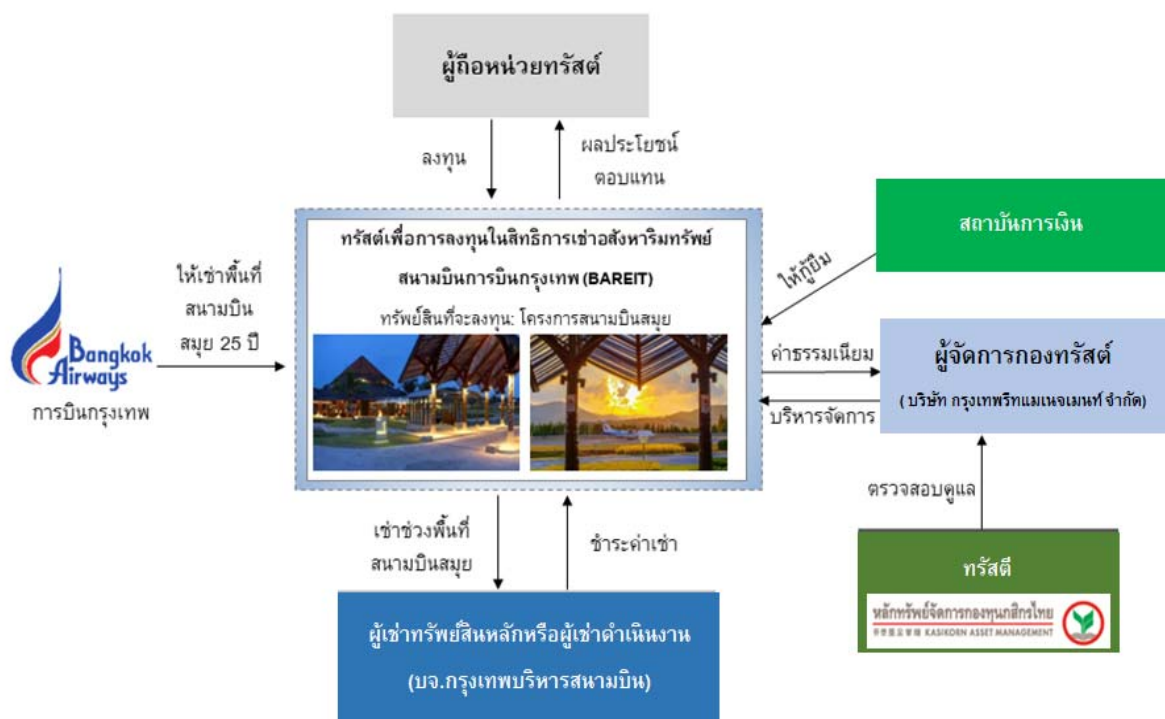 ผู้ถือหน่วยทรัสต์
ลงทุน
ผลประโยชน์
ตอบแทน
สถาบันการเงิน
ให้กู้ยืม
ทรัสต์เพื่อการลงทุนในสิทธิการเช่าอสังหาริมทรัพย์
สนามบินการบินกรุงเทพ (BAREIT)
ทรัพย์สินที่จะลงทุน: โครงการสนามบินสมุย
ให้เช่าพื้นที่
สนามบิน
สมุย 25 ปี
Bangkok
Airways
การบินกรุงเทพ
ค่าธรรมเนียม
บริหารจัดการ
ผู้จัดการกองทรัสต์
( บริษัท กรุงเทพรีทแมเนจเมนท์ จำกัด)
ตรวจสอบดูแล
ทรัสตี
หลักทรัพย์จัดการกองทุนกสิกรไทย
KASIKORN ASSET MANAGEMENT
เช่าช่วงพื้นที่
สนามบินสมุย
ชำระค่าเช่า
ผู้เช่าทรัพย์สินหลักหรือผู้เช่าดำเนินงาน
(บจ.กรุงเทพบริหารสนามบิน)